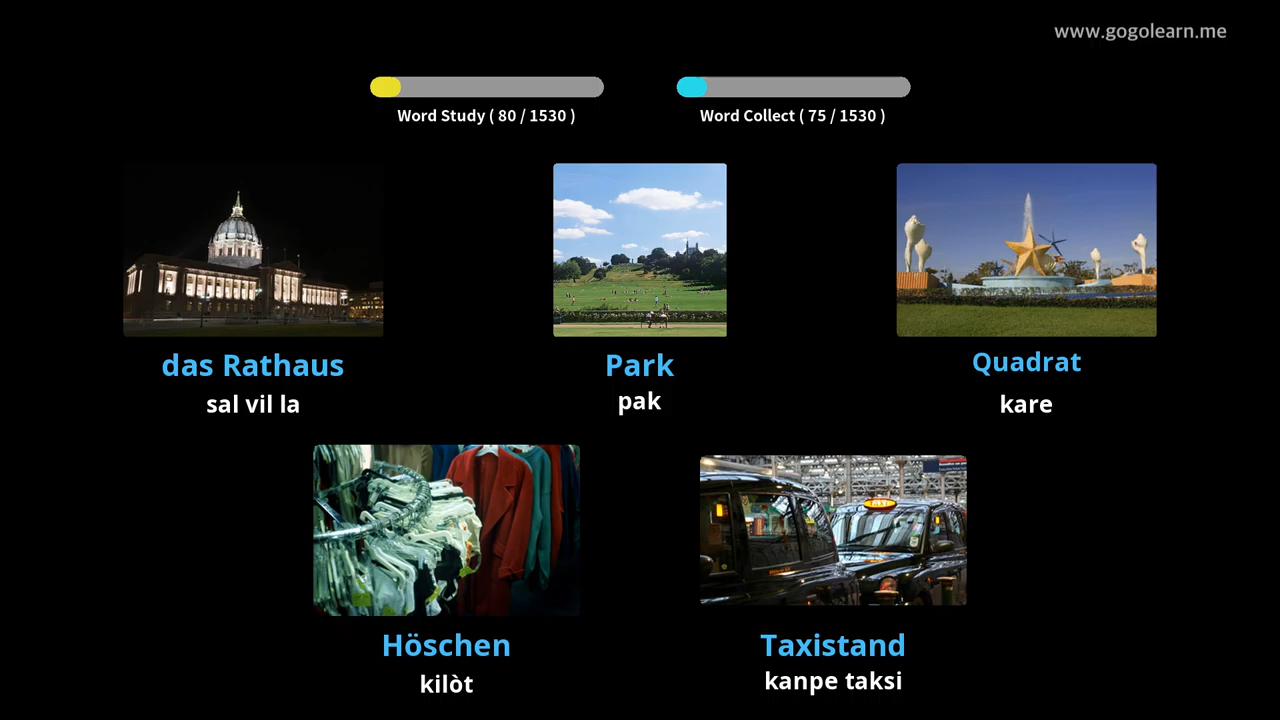 www.gogolearn.me
Word Study ( 80 / 1530 )
Word Collect ( 75 / 1530 )
das Rathaus
sal vil la
Park
pak
Quadrat
kare
TAXI
Höschen
kilòt
Taxistand
kanpe taksi